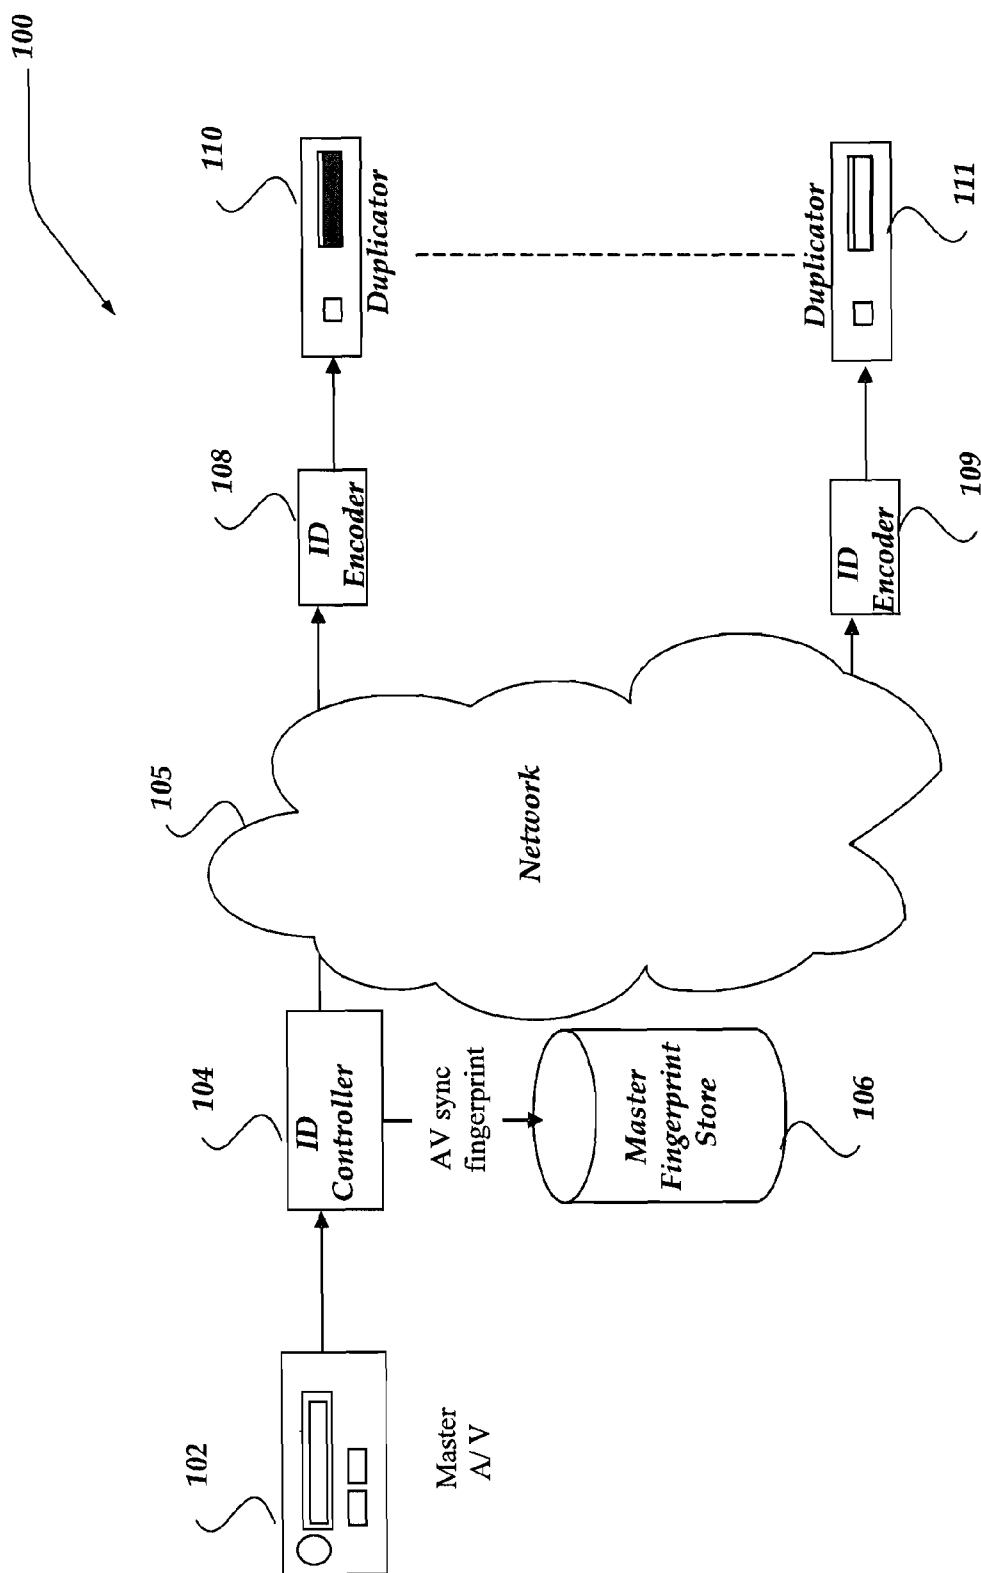 100
102
Master
A/V
104
ID
Controller
AV sync
fingerprint
Master
Fingerprint
Store
106
105
Network
108
ID
Encoder
110
Duplicator
ID
Encoder
109
Duplicator
111